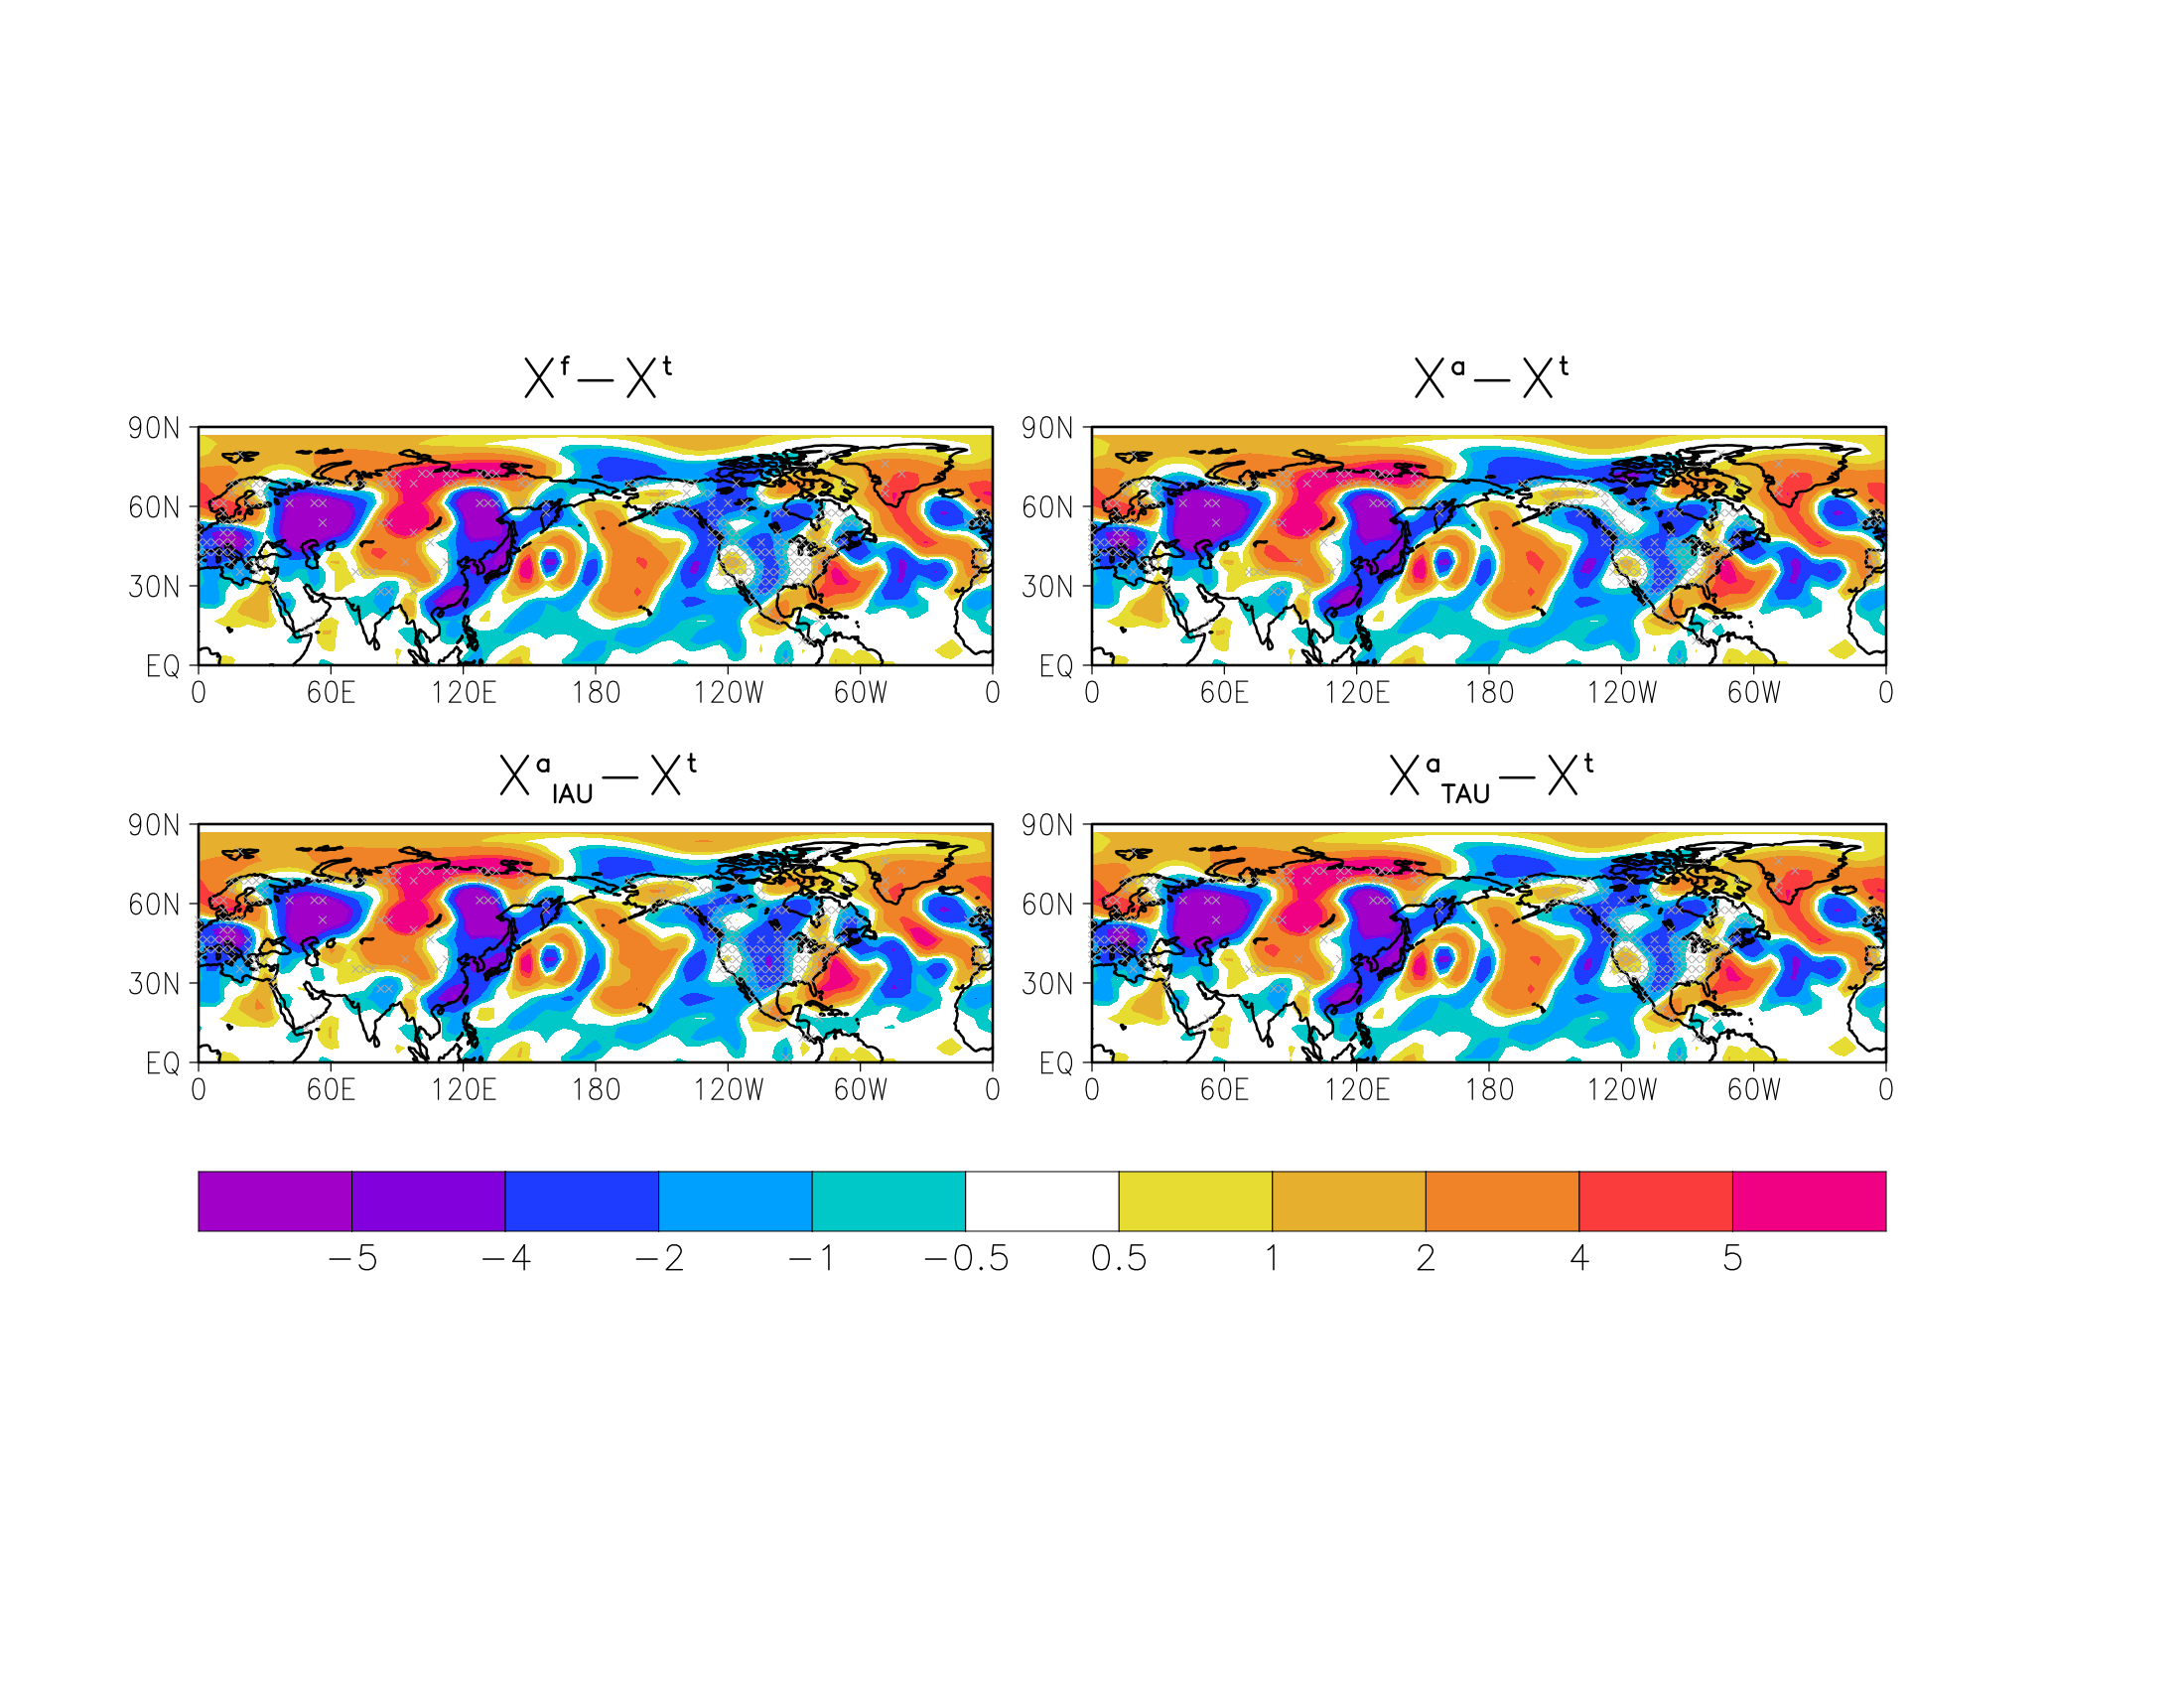 X^f — X^t
X^a — X^t
90N
60N
30N
EQ
0 60E 120E 180 120W 60W 0
90N
60N
30N
EQ
0 60E 120E 180 120W 60W 0
X^a_IAU — X^t
X^a_TAU — X^t
90N
60N
30N
EQ
0 60E 120E 180 120W 60W 0
90N
60N
30N
EQ
0 60E 120E 180 120W 60W 0
−5 −4 −2 −1 −0.5 0.5 1 2 4 5